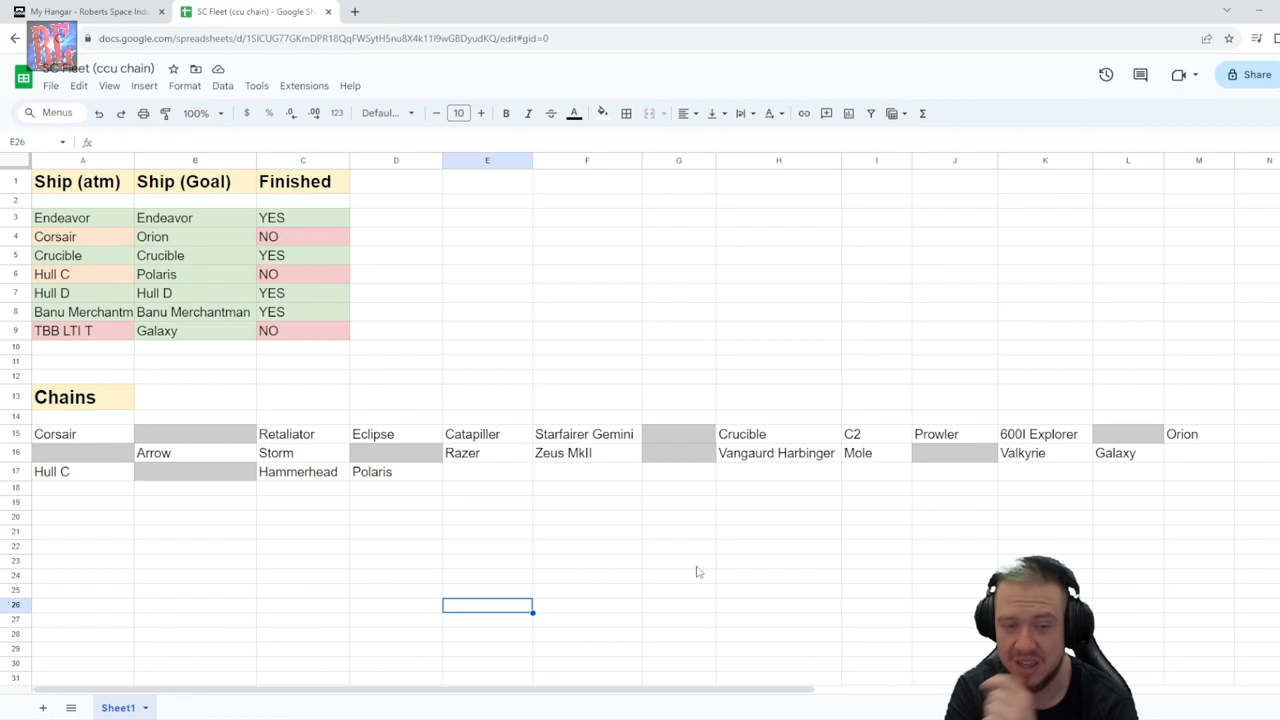 My Hangar - Roberts Space Ind
SC Fleet (ccu chain) - Google Sh
docs.google.com/spreadsheets/d/1SICUG77GKmDPR18QqFWSytH5nu8X4k11I9wGBDyudKQ/edit#gid=0
SC Fleet (ccu chain)
File Edit View Insert Format Data Tools Extensions Help
Share
Menus 100% $ % .0 .00 123 Defaul... 10 B I A
E26 fx
A B C D E F G H I J K L M N
1 Ship (atm) Ship (Goal) Finished
2
3 Endeavor Endeavor YES
4 Corsair Orion NO
5 Crucible Crucible YES
6 Hull C Polaris NO
7 Hull D Hull D YES
8 Banu Merchantm Banu Merchantman YES
9 TBB LTI T Galaxy NO
10
11
12
13 Chains
14
15 Corsair Retaliator Eclipse Catapiller Starfairer Gemini Crucible C2 Prowler 600I Explorer Orion
16 Arrow Storm Razer Zeus MkII Vangaurd Harbinger Mole Valkyrie Galaxy
17 Hull C Hammerhead Polaris
18
19
20
21
22
23
24
25
26
27
28
29
30
31
Sheet1